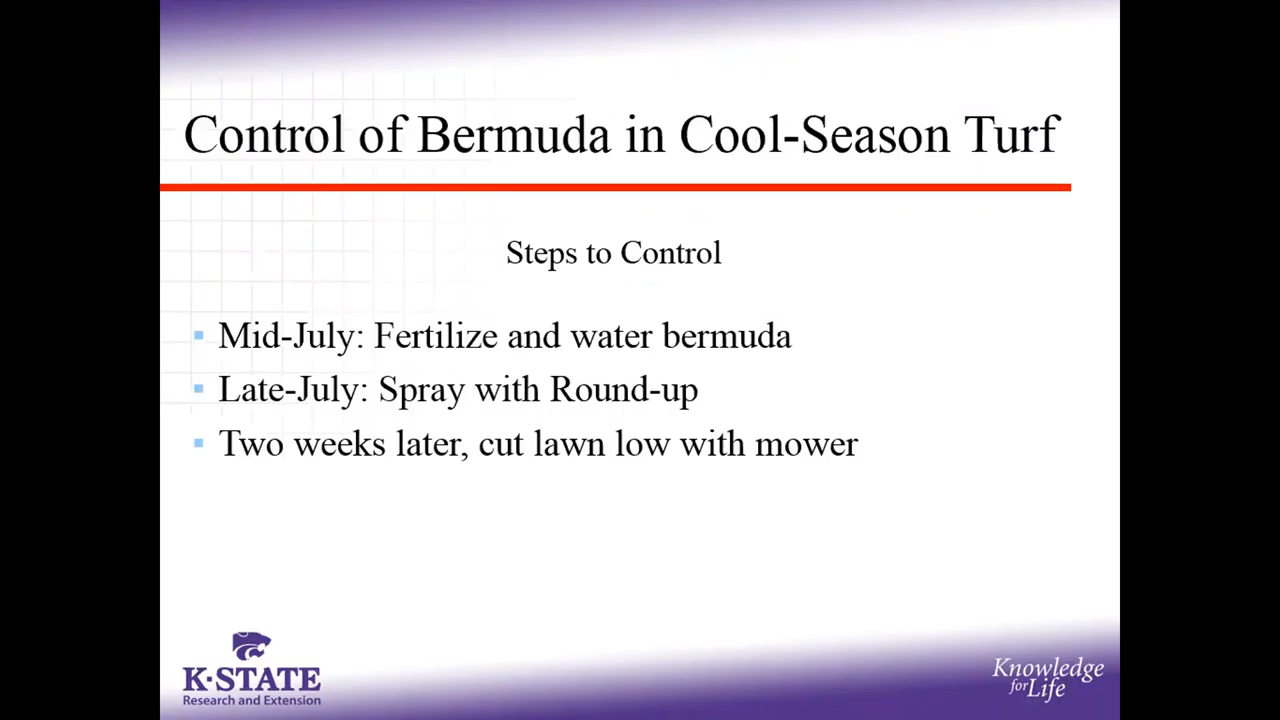 Control of Bermuda in Cool-Season Turf
Steps to Control
Mid-July: Fertilize and water bermuda
Late-July: Spray with Round-up
Two weeks later, cut lawn low with mower
K-STATE
Research and Extension
Knowledge
for Life